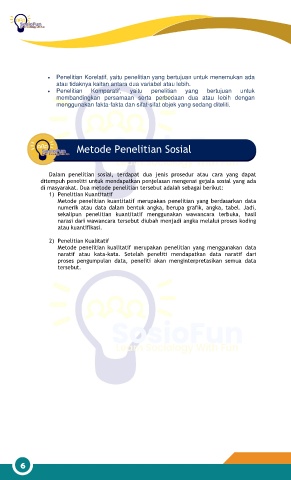 SosioFun
• Penelitian Korelatif, yaitu penelitian yang bertujuan untuk menemukan ada
atau tidaknya kaitan antara dua variabel atau lebih.
• Penelitian Komparatif, yaitu penelitian yang bertujuan untuk
membandingkan persamaan serta perbedaan dua atau lebih dengan
menggunakan fakta-fakta dan sifat-sifat objek yang sedang diteliti.
Metode Penelitian Sosial
Dalam penelitian sosial, terdapat dua jenis prosedur atau cara yang dapat
ditempuh peneliti untuk mendapatkan penjelasan mengenai gejala sosial yang ada
di masyarakat. Dua metode penelitian tersebut adalah sebagai berikut:
1) Penelitian Kuantitatif
Metode penelitian kuantitatif merupakan penelitian yang berdasarkan data
numerik atau data dalam bentuk angka, berupa grafik, angka, tabel. Jadi,
sekalipun penelitian kuantitatif menggunakan wawancara terbuka, hasil
narasi dari wawancara tersebut diubah menjadi angka melalui proses koding
atau kuantifikasi.
2) Penelitian Kualitatif
Metode penelitian kualitatif merupakan penelitian yang menggunakan data
naratif atau kata-kata. Setelah peneliti mendapatkan data naratif dari
proses pengumpulan data, peneliti akan menginterpretasikan semua data
tersebut.
SosioFun
6